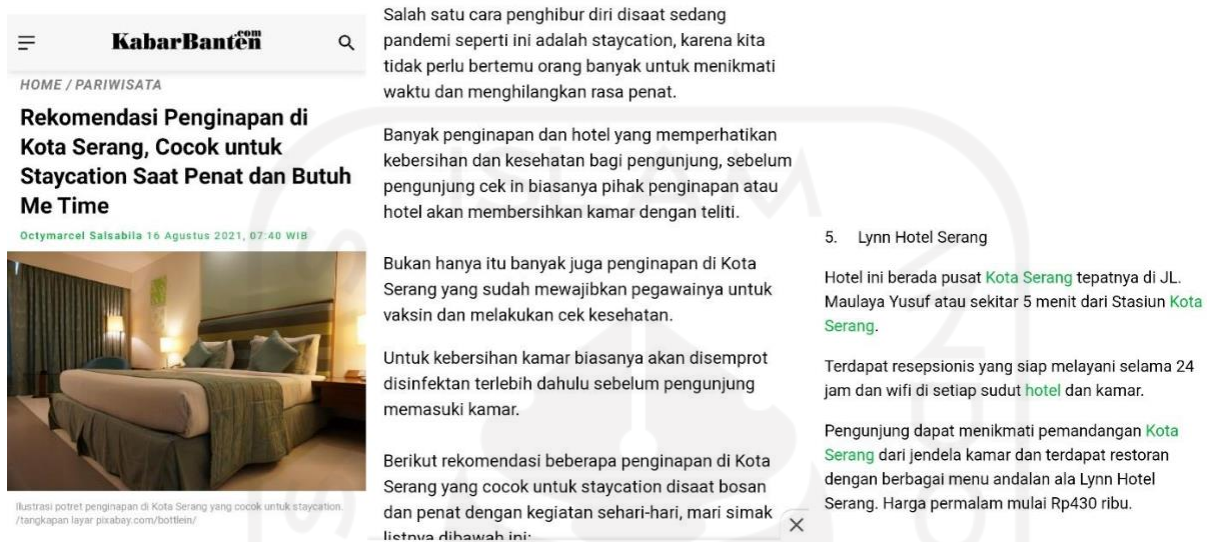 KabarBanten.com
HOME / PARIWISATA
Rekomendasi Penginapan di
Kota Serang, Cocok untuk
Staycation Saat Penat dan Butuh
Me Time
Octymarcel Salsabila 16 Agustus 2021, 07:40 WIB
Ilustrasi potret penginapan di Kota Serang yang cocok untuk staycation.
/tangkapan layar pixabay.com/bottlein/
Salah satu cara penghibur diri disaat sedang
pandemi seperti ini adalah staycation, karena kita
tidak perlu bertemu orang banyak untuk menikmati
waktu dan menghilangkan rasa penat.
Banyak penginapan dan hotel yang memperhatikan
kebersihan dan kesehatan bagi pengunjung, sebelum
pengunjung cek in biasanya pihak penginapan atau
hotel akan membersihkan kamar dengan teliti.
Bukan hanya itu banyak juga penginapan di Kota
Serang yang sudah mewajibkan pegawainya untuk
vaksin dan melakukan cek kesehatan.
Untuk kebersihan kamar biasanya akan disemprot
disinfektan terlebih dahulu sebelum pengunjung
memasuki kamar.
Berikut rekomendasi beberapa penginapan di Kota
Serang yang cocok untuk staycation disaat bosan
dan penat dengan kegiatan sehari-hari, mari simak
listnya dibawah ini:
5. Lynn Hotel Serang
Hotel ini berada pusat Kota Serang tepatnya di JL.
Maulaya Yusuf atau sekitar 5 menit dari Stasiun Kota
Serang.
Terdapat resepsionis yang siap melayani selama 24
jam dan wifi di setiap sudut hotel dan kamar.
Pengunjung dapat menikmati pemandangan Kota
Serang dari jendela kamar dan terdapat restoran
dengan berbagai menu andalan ala Lynn Hotel
Serang. Harga permalam mulai Rp430 ribu.
ISLAM